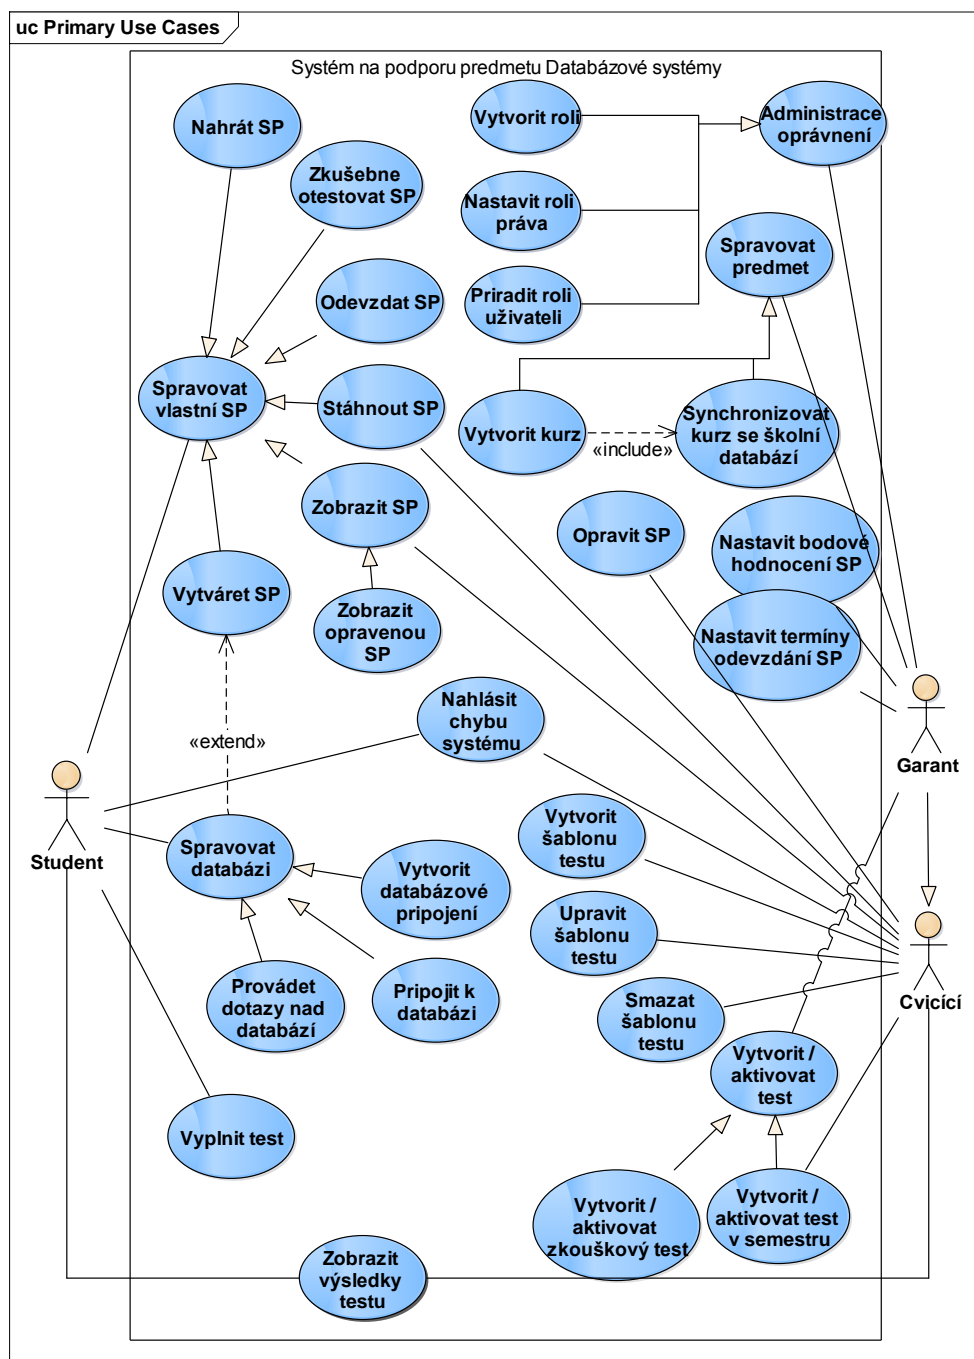 uc Primary Use Cases
Systém na podporu predmetu Databázové systémy
Nahrát SP
Vytvorit roli
Administrace
oprávnení
Zkušebne
otestovat SP
Nastavit roli
práva
Spravovat
predmet
Odevzdat SP
Priradit roli
uživateli
Spravovat
vlastní SP
Stáhnout SP
Vytvorit kurz
«include»
Synchronizovat
kurz se školní
databází
Zobrazit SP
Opravit SP
Nastavit bodové
hodnocení SP
Vytváret SP
Zobrazit
opravenou
SP
Nastavit termíny
odevzdání SP
Nahlásit
chybu
systému
«extend»
Garant
Student
Spravovat
databázi
Vytvorit
databázové
pripojení
Vytvorit
šablonu
testu
Upravit
šablonu
testu
Provádet
dotazy nad
databází
Pripojit k
databázi
Smazat
šablonu
testu
Cvicící
Vytvorit /
aktivovat
test
Vyplnit test
Vytvorit /
aktivovat
zkouškový test
Vytvorit /
aktivovat test
v semestru
Zobrazit
výsledky
testu